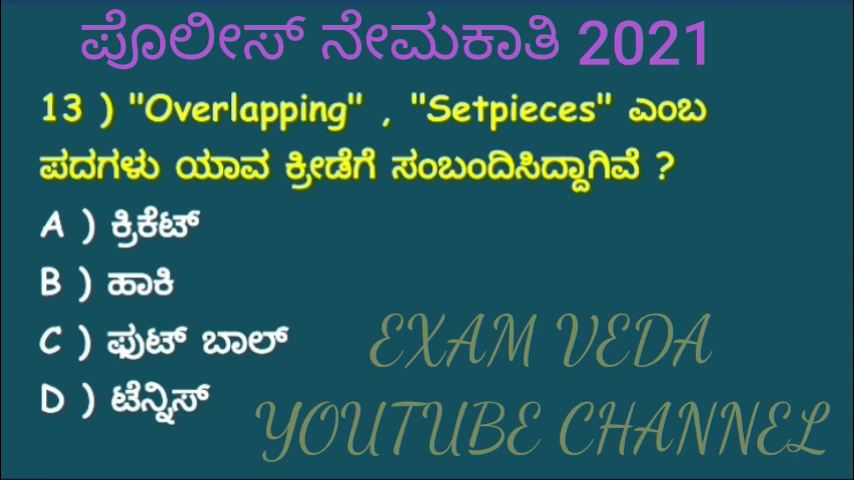 ಪೊಲೀಸ್ ನೇಮಕಾತಿ 2021
13 ) "Overlapping" , "Setpieces" ಎಂಬ
ಪದಗಳು ಯಾವ ಕ್ರೀಡೆಗೆ ಸಂಬಂದಿಸಿದ್ದಾಗಿವೆ ?
A ) ಕ್ರಿಕೆಟ್
B ) ಹಾಕಿ
C ) ಫುಟ್ ಬಾಲ್
D ) ಟೆನ್ನಿಸ್
EXAM VEDA
YOUTUBE CHANNEL